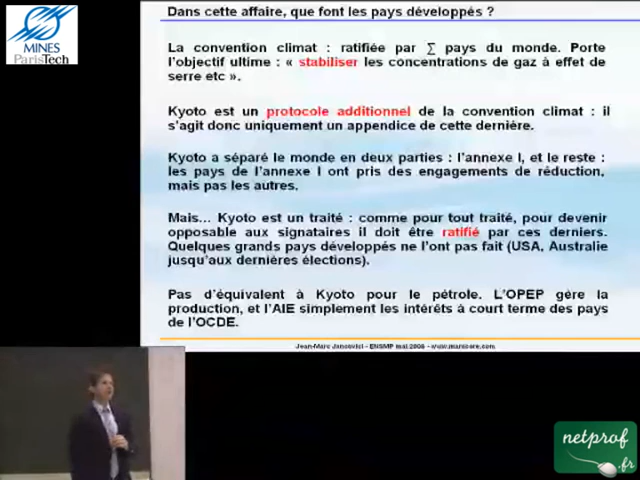 Dans cette affaire, que font les pays développés ?
MINES
ParisTech
La convention climat : ratifiée par ∑ pays du monde. Porte
l'objectif ultime : « stabiliser les concentrations de gaz à effet de
serre etc ».
Kyoto est un protocole additionnel de la convention climat : il
s'agit donc uniquement un appendice de cette dernière.
Kyoto a séparé le monde en deux parties : l'annexe I, et le reste :
les pays de l'annexe I ont pris des engagements de réduction,
mais pas les autres.
Mais... Kyoto est un traité : comme pour tout traité, pour devenir
opposable aux signataires il doit être ratifié par ces derniers.
Quelques grands pays développés ne l'ont pas fait (USA, Australie
jusqu'aux dernières élections).
Pas d'équivalent à Kyoto pour le pétrole. L'OPEP gère la
production, et l'AIE simplement les intérêts à court terme des pays
de l'OCDE.
Jean-Marc Jancovici - ENSMP mai 2008 - www.manicore.com
netprof
.fr